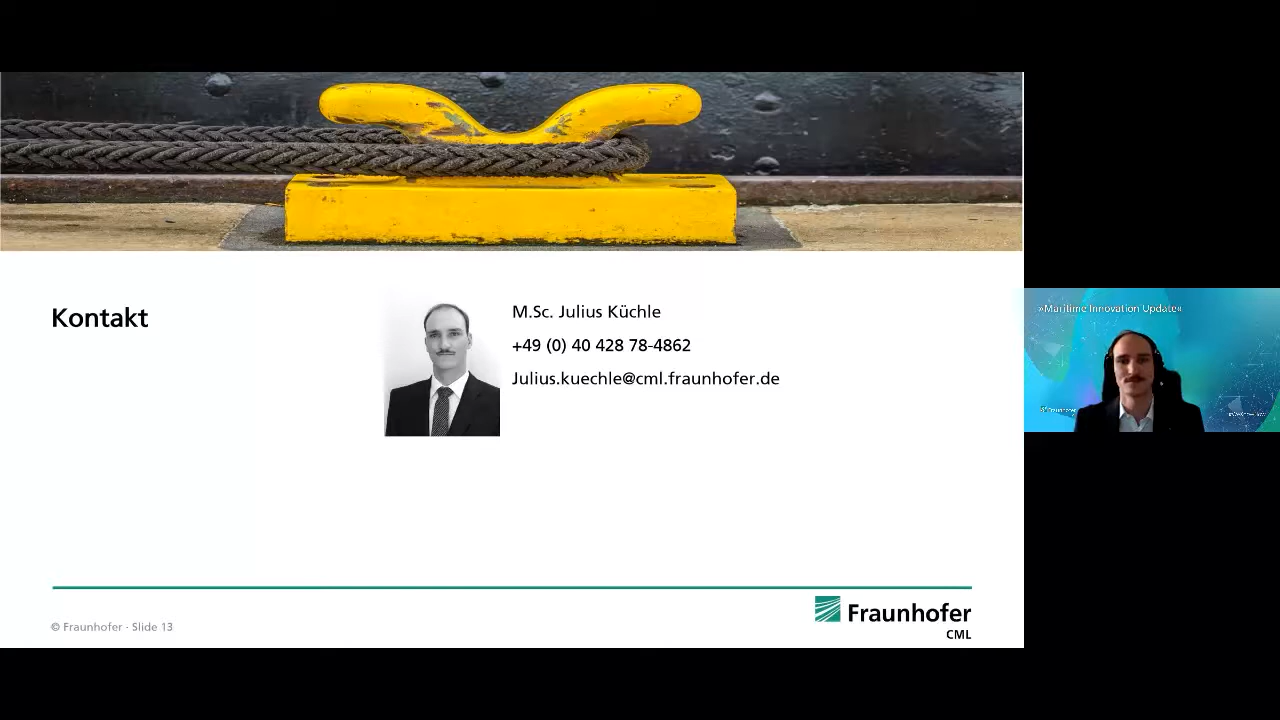 Kontakt
M.Sc. Julius Küchle
+49 (0) 40 428 78-4862
Julius.kuechle@cml.fraunhofer.de
© Fraunhofer - Slide 13
Fraunhofer
CML
»Maritime Innovation Update«
Fraunhofer